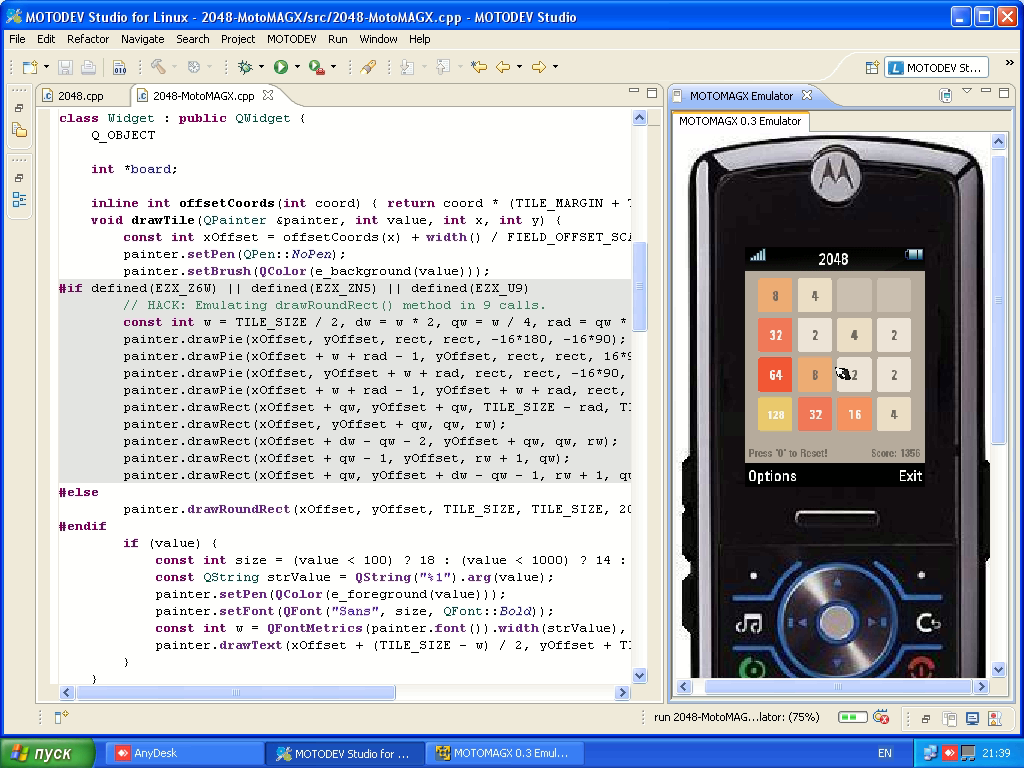 MOTODEV Studio for Linux - 2048-MotoMAGX/src/2048-MotoMAGX.cpp - MOTODEV Studio
File Edit Refactor Navigate Search Project MOTODEV Run Window Help
010
MOTODEV St...
2048.cpp
2048-MotoMAGX.cpp
class Widget : public QWidget {
Q_OBJECT
int *board;
inline int offsetCoords(int coord) { return coord * (TILE_MARGIN +
void drawTile(QPainter &painter, int value, int x, int y) {
const int xOffset = offsetCoords(x) + width() / FIELD_OFFSET_SCA
painter.setPen(QPen::NoPen);
painter.setBrush(QColor(e_background(value)));
#if defined(EZX_Z6W) || defined(EZX_ZN5) || defined(EZX_U9)
// HACK: Emulating drawRoundRect() method in 9 calls.
const int w = TILE_SIZE / 2, dw = w * 2, qw = w / 4, rad = qw *
painter.drawPie(xOffset, yOffset, rect, rect, -16*180, -16*90);
painter.drawPie(xOffset + w + rad - 1, yOffset, rect, rect, 16*9
painter.drawPie(xOffset, yOffset + w + rad, rect, rect, -16*90,
painter.drawPie(xOffset + w + rad - 1, yOffset + w + rad, rect,
painter.drawRect(xOffset + qw, yOffset + qw, TILE_SIZE - rad,
painter.drawRect(xOffset, yOffset + qw, qw, rw);
painter.drawRect(xOffset + dw - qw - 2, yOffset + qw, qw, rw);
painter.drawRect(xOffset + qw - 1, yOffset, rw + 1, qw);
painter.drawRect(xOffset + qw, yOffset + dw - qw - 1, rw + 1, qw
#else
painter.drawRoundRect(xOffset, yOffset, TILE_SIZE, TILE_SIZE, 20
#endif
if (value) {
const int size = (value < 100) ? 18 : (value < 1000) ? 14 :
const QString strValue = QString("%1").arg(value);
painter.setPen(QColor(e_foreground(value)));
painter.setFont(QFont("Sans", size, QFont::Bold));
const int w = QFontMetrics(painter.font()).width(strValue),
painter.drawText(xOffset + (TILE_SIZE - w) / 2, yOffset +
}
}
MOTOMAGX Emulator
MOTOMAGX 0.3 Emulator
2048
8 4
32 2 4 2
64 8 2 2
128 32 16 4
Press '0' to Reset! Score: 1356
Options Exit
run 2048-MotoMAG...lator: (75%)
пуск
AnyDesk
MOTODEV Studio for ...
MOTOMAGX 0.3 Emul...
EN
21:39